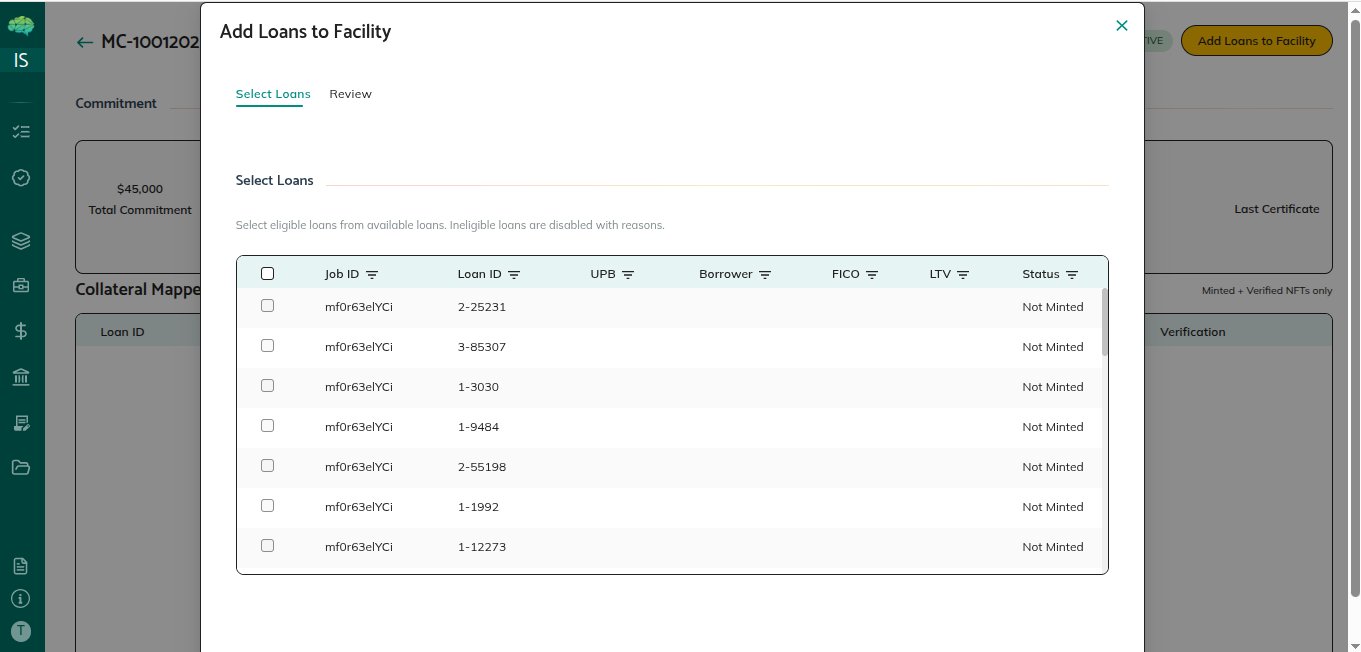 IS
MC-1001202
Add Loans to Facility
TIVE
Add Loans to Facility
Select Loans Review
Commitment
$45,000
Total Commitment
Last Certificate
Select Loans
Select eligible loans from available loans. Ineligible loans are disabled with reasons.
Job ID Loan ID UPB Borrower FICO LTV Status
mf0r63elYCi 2-25231 Not Minted
mf0r63elYCi 3-85307 Not Minted
mf0r63elYCi 1-3030 Not Minted
mf0r63elYCi 1-9484 Not Minted
mf0r63elYCi 2-55198 Not Minted
mf0r63elYCi 1-1992 Not Minted
mf0r63elYCi 1-12273 Not Minted
Collateral Mappe
Minted + Verified NFTs only
Loan ID
Verification
T